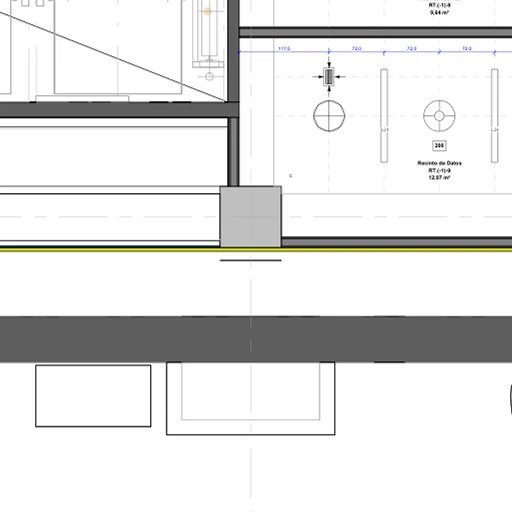 RT.(-1)-8
9,64 m²
117,5
72,0
72,0
72,0
200
Recinto de Datos
RT.(-1)-9
12,67 m²